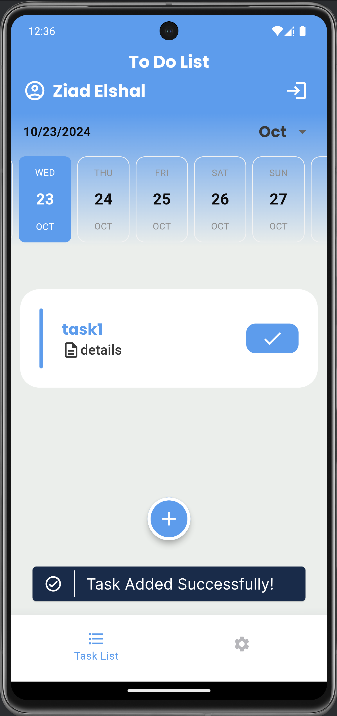 12:36
To Do List
Ziad Elshal
10/23/2024 Oct
WED THU FRI SAT SUN
23 24 25 26 27
OCT OCT OCT OCT OCT
task1
details
Task Added Successfully!
Task List